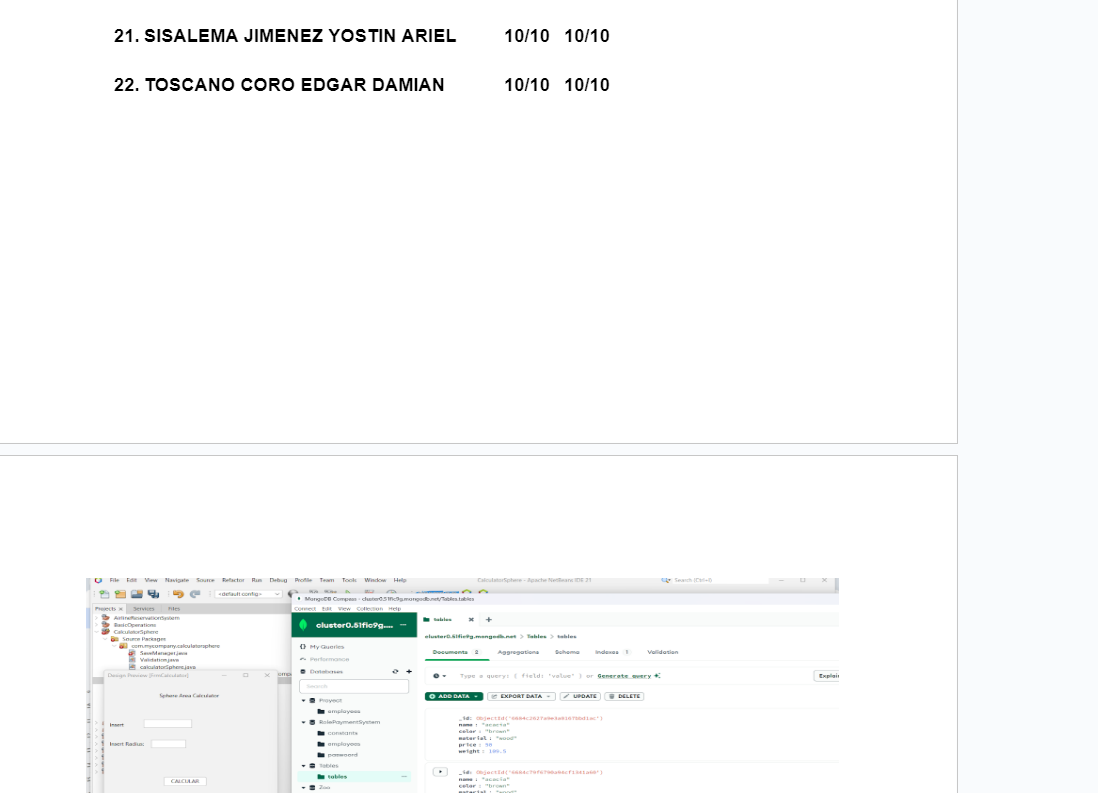 21. SISALEMA JIMENEZ YOSTIN ARIEL 10/10 10/10
22. TOSCANO CORO EDGAR DAMIAN 10/10 10/10
File Edit View Navigate Source Refactor Run Debug Profile Team Tools Window Help CalculatorSphere - Apache NetBeans IDE 21 Search (Ctrl+I)
<default config>
MongoDB Compass - cluster0.51fic9g.mongodb.net/Tables.tables
Projects Services Files
Connect Edit View Collection Help
AirlineReservationSystem
BasicOperations
CalculatorSphere
Source Packages
com.mycompany.calculatorsphere
SaveManager.java
Validation.java
calculatorSphere.java
Design Preview [FrmCalculator]
Sphere Area Calculator
Insert
Insert Radius:
CALCULAR
cluster0.51fic9g....
My Queries
Performance
Databases
Search
Proyect
employees
RolePaymentSystem
constants
employees
password
Tables
tables
Zoo
tables
cluster0.51fic9g.mongodb.net > Tables > tables
Documents 2 Aggregations Schema Indexes 1 Validation
Type a query: { field: 'value' } or Generate query Explai
ADD DATA EXPORT DATA UPDATE DELETE
_id: ObjectId(
name : "acacia"
color : "brown"
material : "wood"
price : 50
weight : 100.5
_id: ObjectId(
name : "acacia"
color : "brown"
material : "wood"